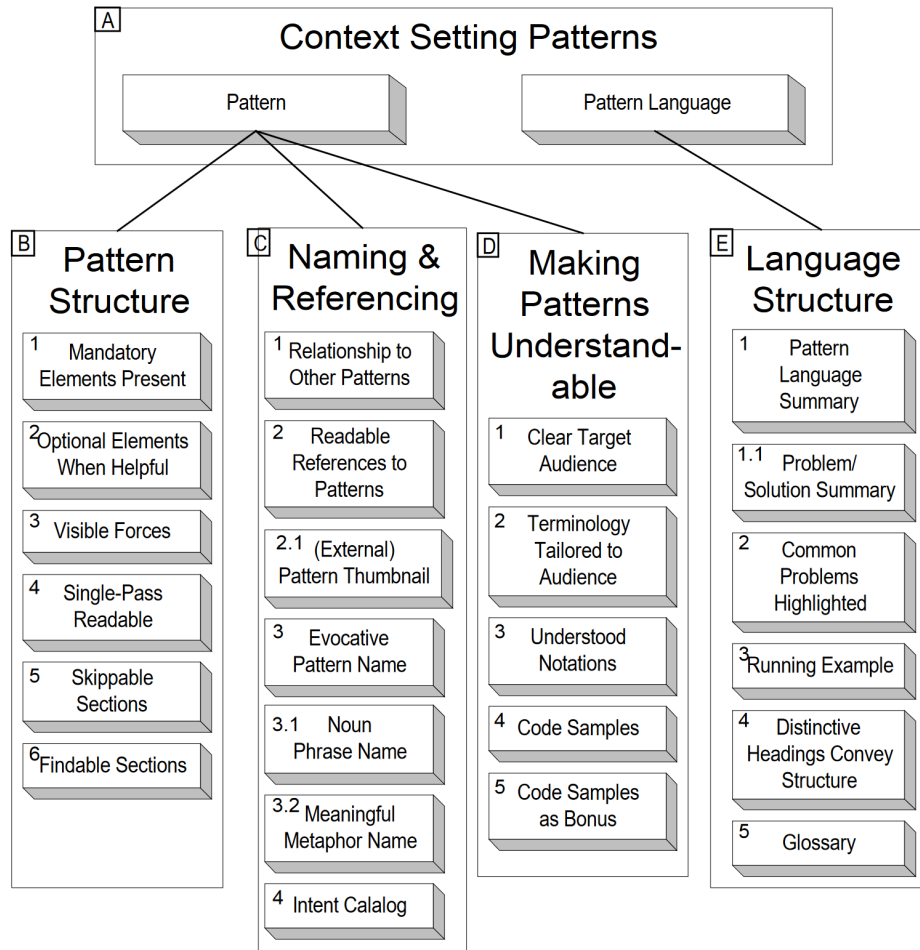 A
Context Setting Patterns
Pattern
Pattern Language
B
Pattern
Structure
1
Mandatory
Elements Present
2
Optional Elements
When Helpful
3
Visible Forces
4
Single-Pass
Readable
5
Skippable
Sections
6
Findable Sections
C
Naming &
Referencing
1
Relationship to
Other Patterns
2
Readable
References to
Patterns
2.1
(External)
Pattern Thumbnail
3
Evocative
Pattern Name
3.1
Noun
Phrase Name
3.2
Meaningful
Metaphor Name
4
Intent Calalog
D
Making
Patterns
Understand-
able
1
Clear Target
Audience
2
Terminology
Tailored to
Audience
3
Understood
Notations
4
Code Samples
5
Code Samples
as Bonus
E
Language
Structure
1
Pattern
Language
Summary
1.1
Problem/
Solution Summary
2
Common
Problems
Highlighted
3
Running Example
4
Distinctive
Headings Convey
Structure
5
Glossary